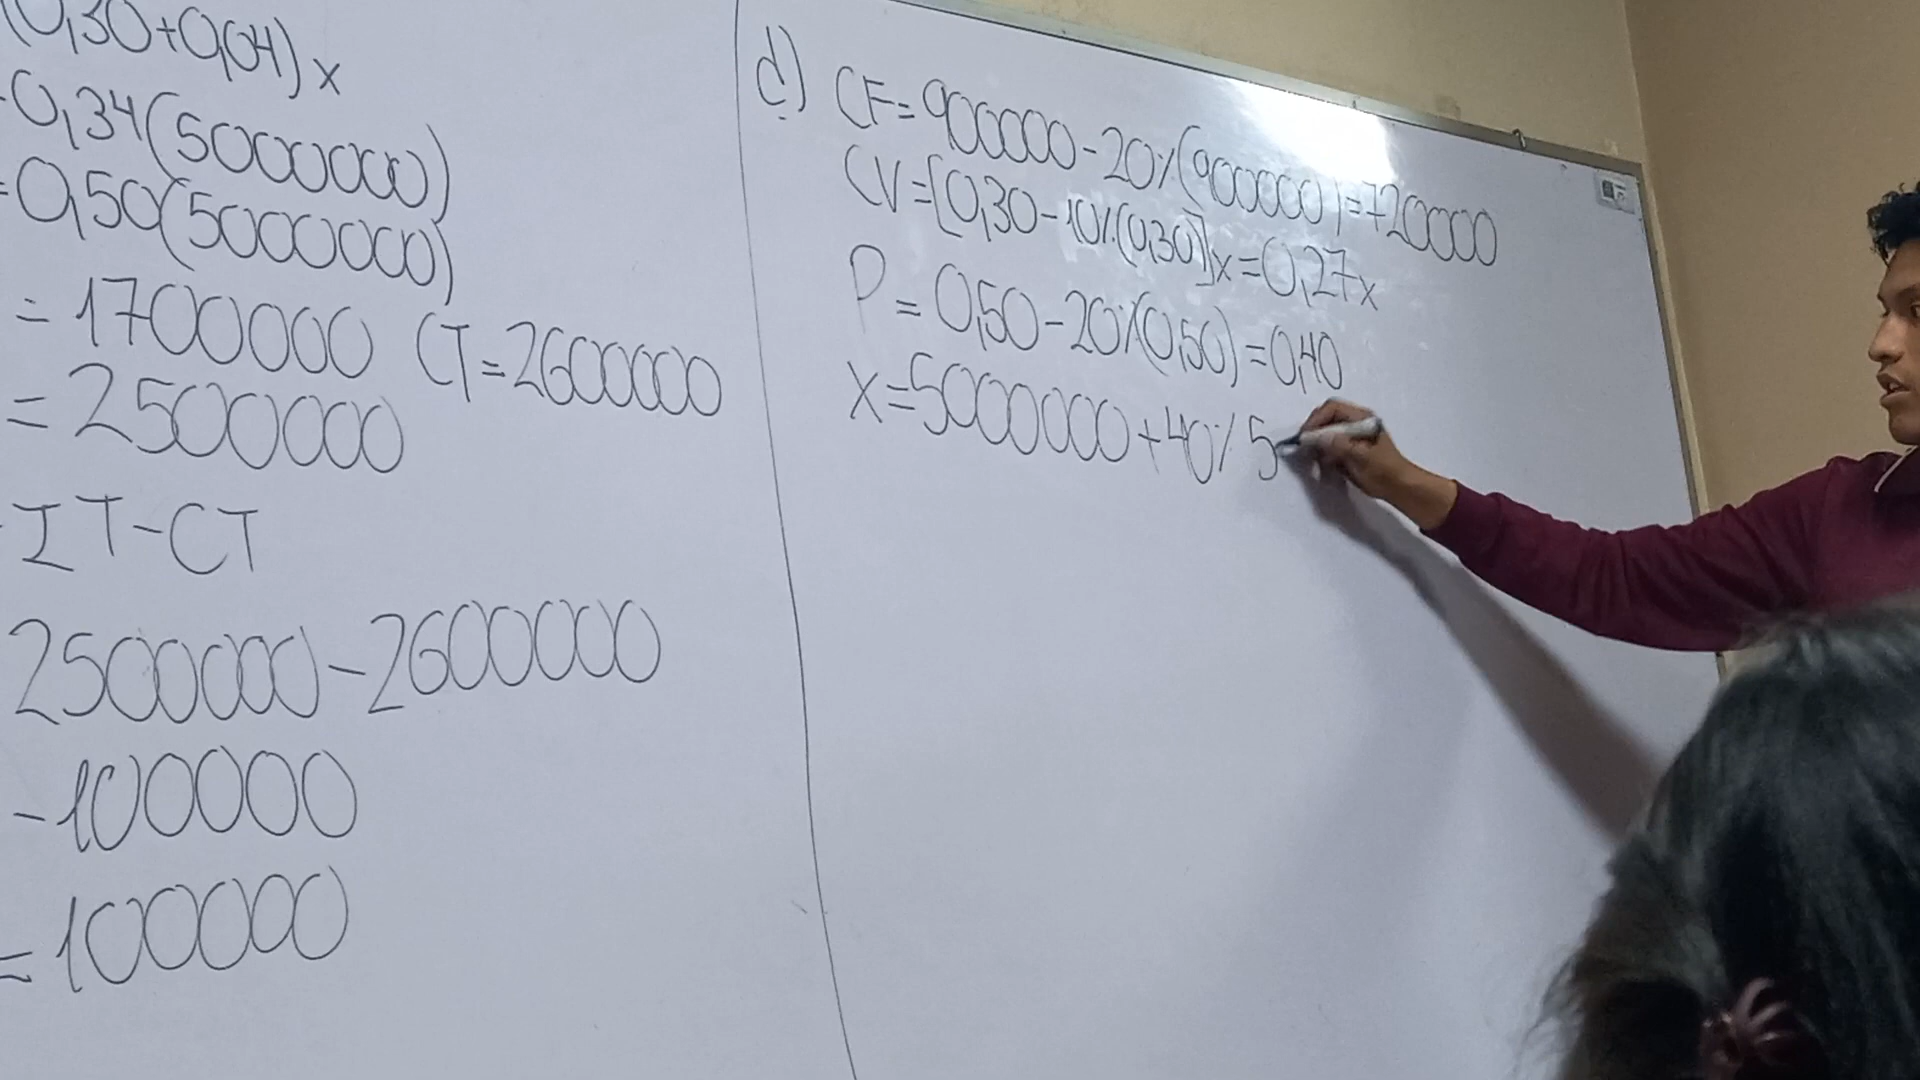 (0,30+0,04)x
0,34(5000000)
=0,50(5000000)
=1700000 CT=2600000
=2500000
IT-CT
2500000-2600000
-100000
=100000
d) CF=900000-20%(900000)=720000
CV=[0,30-10%(0,30)]x=0,27x
P=0,50-20%(0,50)=0,40
X=5000000+40% 5